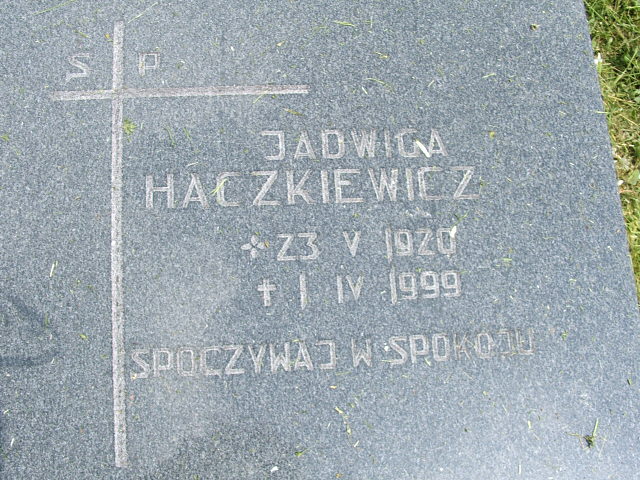 S P
JADWIGA
HACZKIEWICZ
23 V 1920
† 1 IV 1999
SPOCZYWAJ W SPOKOJU